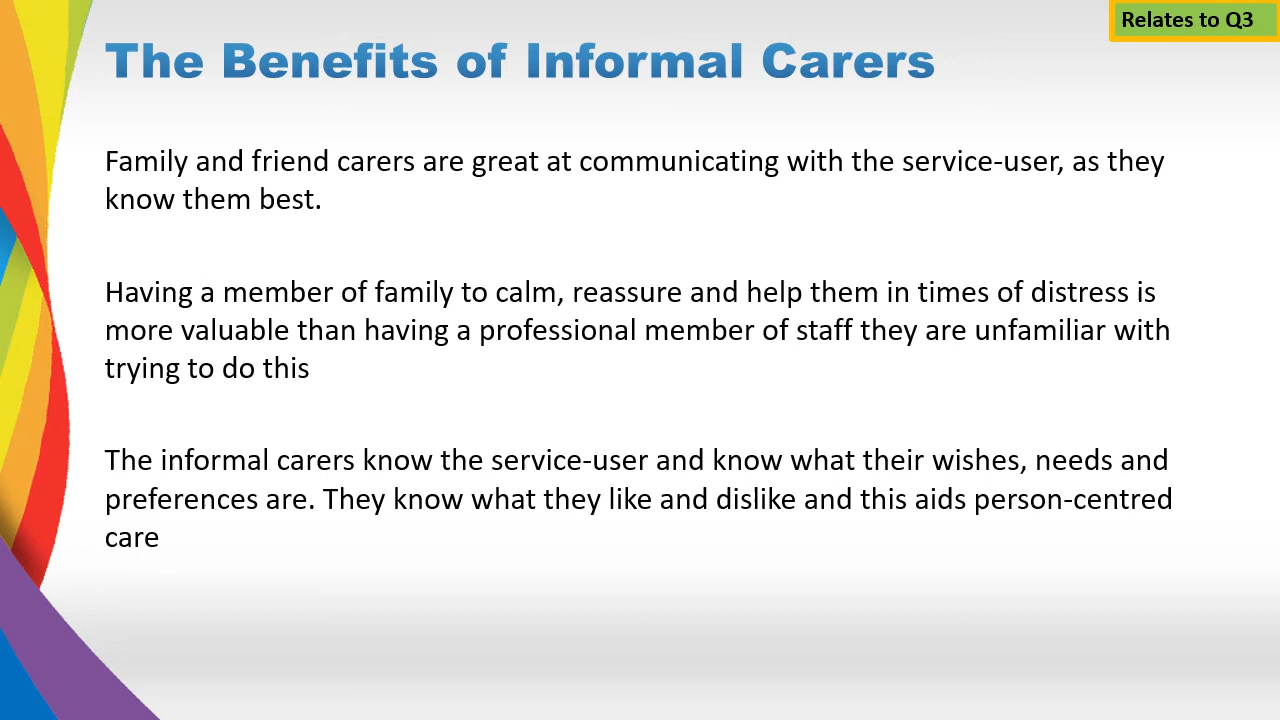 Relates to Q3
The Benefits of Informal Carers
Family and friend carers are great at communicating with the service-user, as they
know them best.
Having a member of family to calm, reassure and help them in times of distress is
more valuable than having a professional member of staff they are unfamiliar with
trying to do this
The informal carers know the service-user and know what their wishes, needs and
preferences are. They know what they like and dislike and this aids person-centred
care